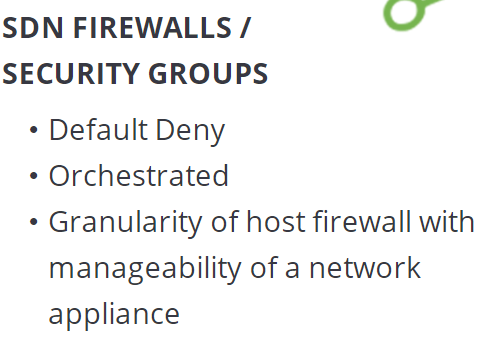 SDN FIREWALLS /
SECURITY GROUPS
• Default Deny
• Orchestrated
• Granularity of host firewall with
manageability of a network
appliance